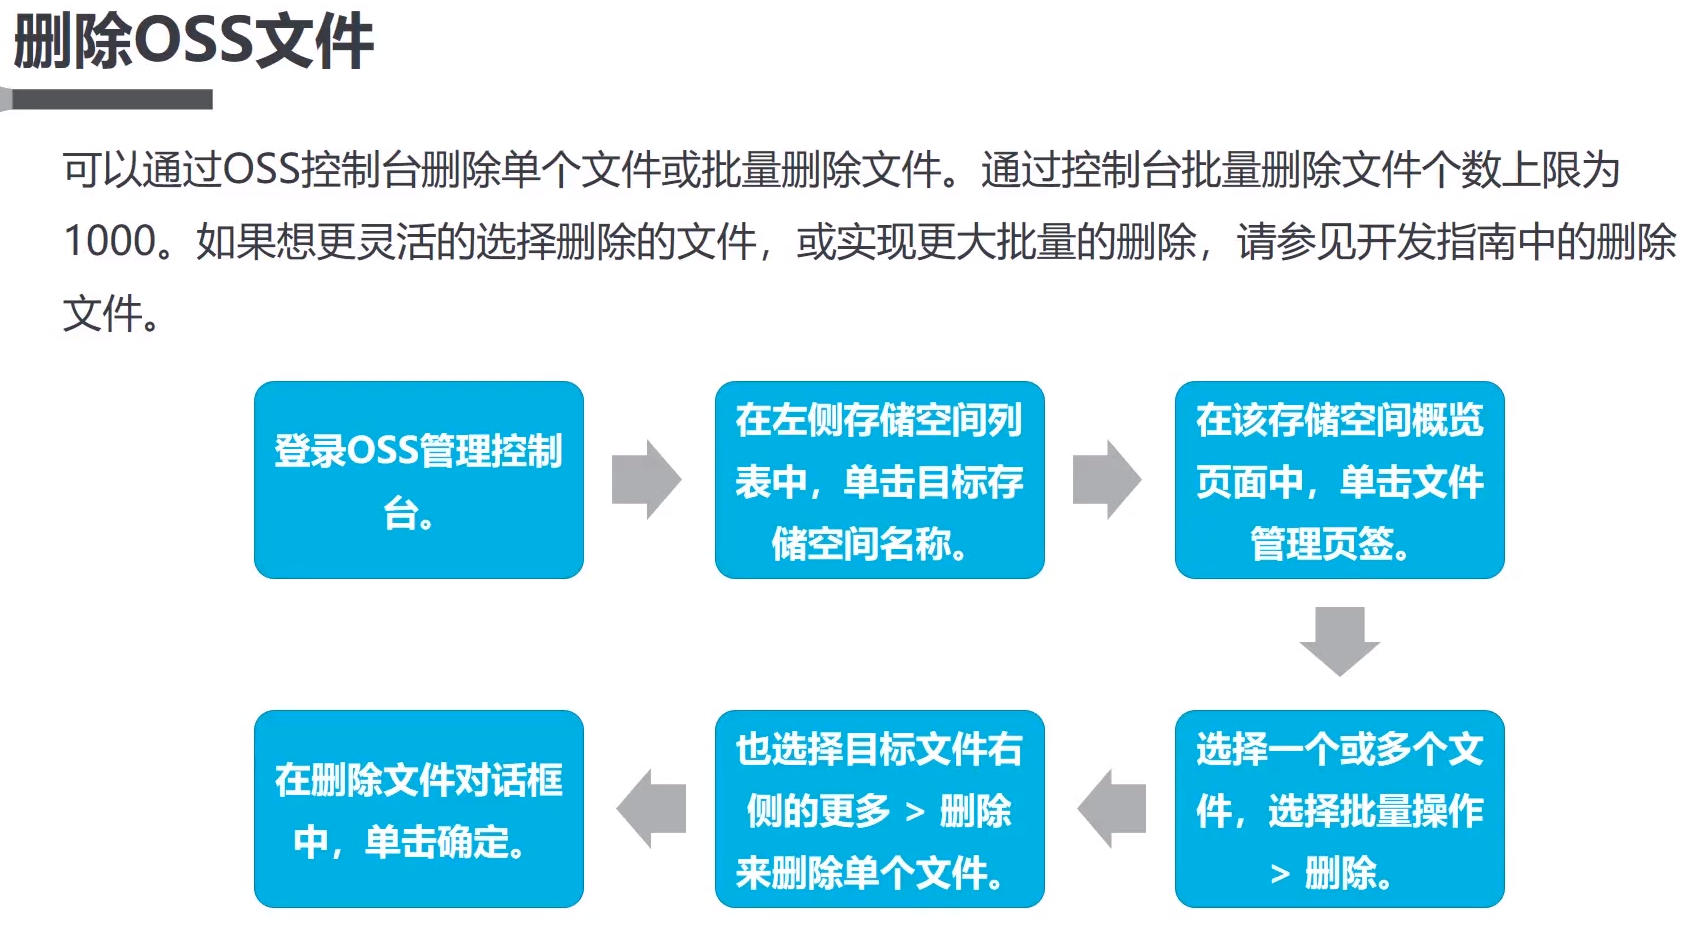 删除OSS文件
可以通过OSS控制台删除单个文件或批量删除文件。通过控制台批量删除文件个数上限为
1000。如果想更灵活的选择删除的文件，或实现更大批量的删除，请参见开发指南中的删除
文件。
登录OSS管理控制
台。
在左侧存储空间列
表中，单击目标存
储空间名称。
在该存储空间概览
页面中，单击文件
管理页签。
选择一个或多个文
件，选择批量操作
> 删除。
也选择目标文件右
侧的更多 > 删除
来删除单个文件。
在删除文件对话框
中，单击确定。